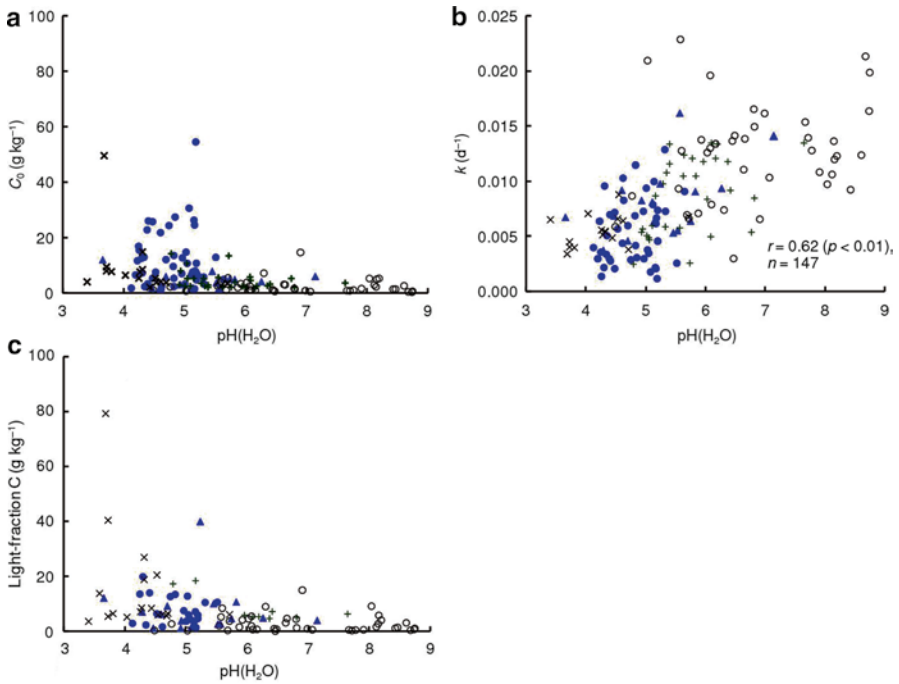 a
100
80
60
40
20
0
C₀ (g kg⁻¹)
3 4 5 6 7 8 9
pH(H₂O)
b
0.025
0.020
0.015
0.010
0.005
0.000
k (d⁻¹)
r = 0.62 (p < 0.01),
n = 147
3 4 5 6 7 8 9
pH(H₂O)
c
100
80
60
40
20
0
Light-fraction C (g kg⁻¹)
3 4 5 6 7 8 9
pH(H₂O)